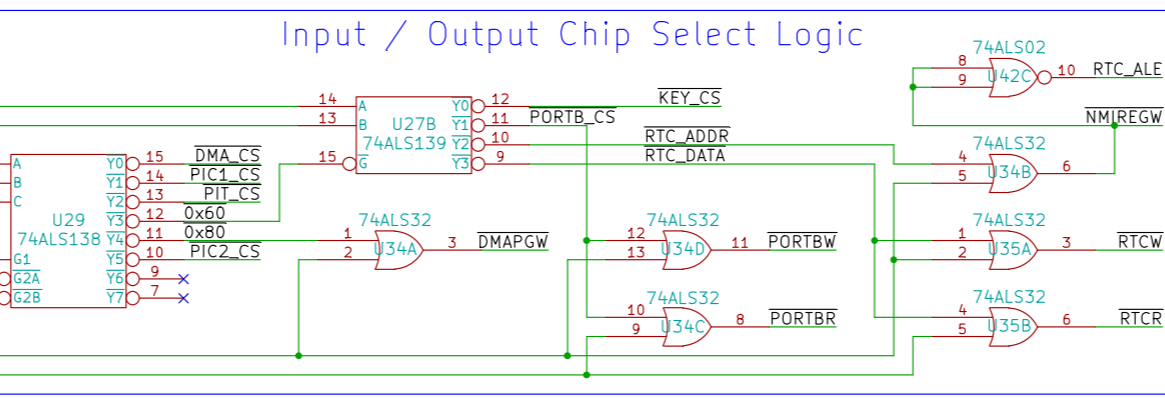 Input / Output Chip Select Logic
74ALS02
8
9
U42C
10
RTC_ALE
NMIREGW
14
A
13
B
15
G
U27B
74ALS139
Y0
12
KEY_CS
Y1
11
PORTB_CS
Y2
10
RTC_ADDR
Y3
9
RTC_DATA
74ALS32
4
5
U34B
6
A
B
C
G1
G2A
G2B
U29
74ALS138
Y0
15
DMA_CS
Y1
14
PIC1_CS
Y2
13
PIT_CS
Y3
12
0x60
Y4
11
0x80
Y5
10
PIC2_CS
Y6
9
Y7
7
74ALS32
1
2
U34A
3
DMAPGW
74ALS32
12
13
U34D
11
PORTBW
74ALS32
1
2
U35A
3
RTCW
74ALS32
10
9
U34C
8
PORTBR
74ALS32
4
5
U35B
6
RTCR